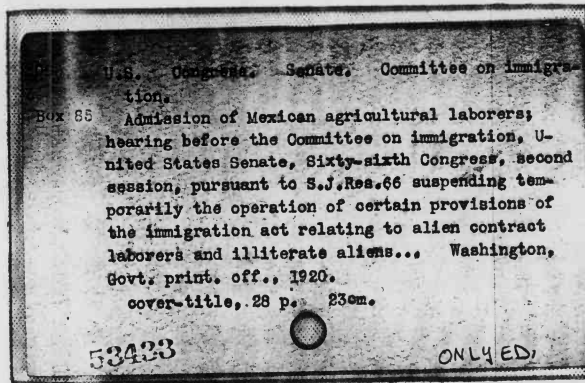 U.S. Congress. Senate. Committee on immigra-
tion.
Box 85 Admission of Mexican agricultural laborers;
hearing before the Committee on immigration, U-
nited States Senate, Sixty-sixth Congress, second
session, pursuant to S.J.Res.66 suspending tem-
porarily the operation of certain provisions of
the immigration act relating to alien contract
laborers and illiterate aliens... Washington,
Govt. print. off., 1920.
cover-title, 28 p. 23cm.
53423
ONLY ED,